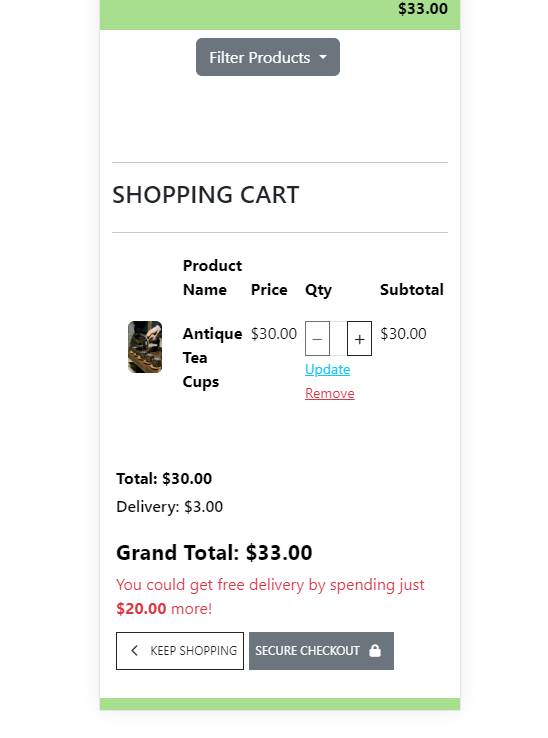 $33.00
Filter Products
SHOPPING CART
Product Name Price Qty Subtotal
Antique Tea Cups $30.00 − + $30.00
Update
Remove
Total: $30.00
Delivery: $3.00
Grand Total: $33.00
You could get free delivery by spending just
$20.00 more!
KEEP SHOPPING SECURE CHECKOUT